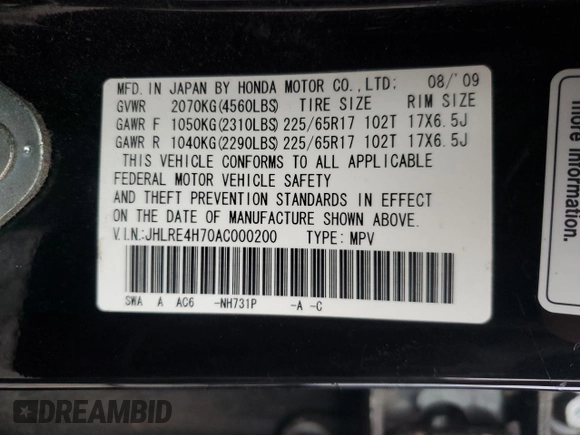 MFD. IN JAPAN BY HONDA MOTOR CO.,LTD: 08/'09
GVWR 2070KG(4560LBS) TIRE SIZE RIM SIZE
GAWR F 1050KG(2310LBS) 225/65R17 102T 17X6.5J
GAWR R 1040KG(2290LBS) 225/65R17 102T 17X6.5J
THIS VEHICLE CONFORMS TO ALL APPLICABLE
FEDERAL MOTOR VEHICLE SAFETY
AND THEFT PREVENTION STANDARDS IN EFFECT
ON THE DATE OF MANUFACTURE SHOWN ABOVE.
V.I.N.:JHLRE4H70AC000200 TYPE: MPV
SWA A AC6 -NH731P -A -C
more information.
DREAMBID